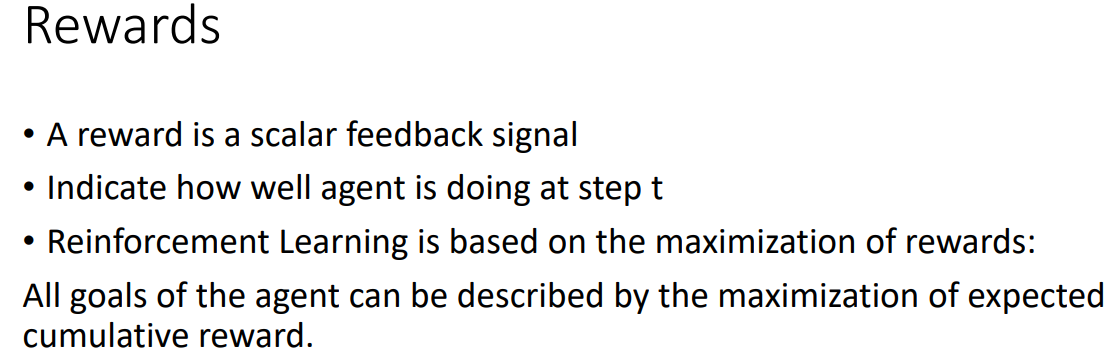 Rewards
• A reward is a scalar feedback signal
• Indicate how well agent is doing at step t
• Reinforcement Learning is based on the maximization of rewards:
All goals of the agent can be described by the maximization of expected
cumulative reward.